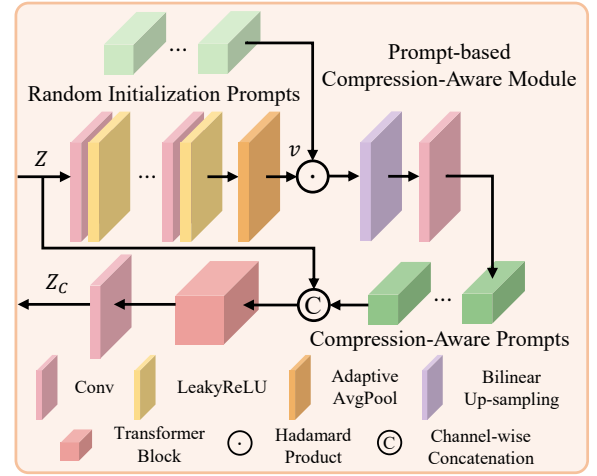 Prompt-based
Compression-Aware Module
...
Random Initialization Prompts
Z
...
v
Z_C
C
...
Compression-Aware Prompts
Conv
LeakyReLU
Adaptive
AvgPool
Bilinear
Up-sampling
Transformer
Block
Hadamard
Product
C
Channel-wise
Concatenation